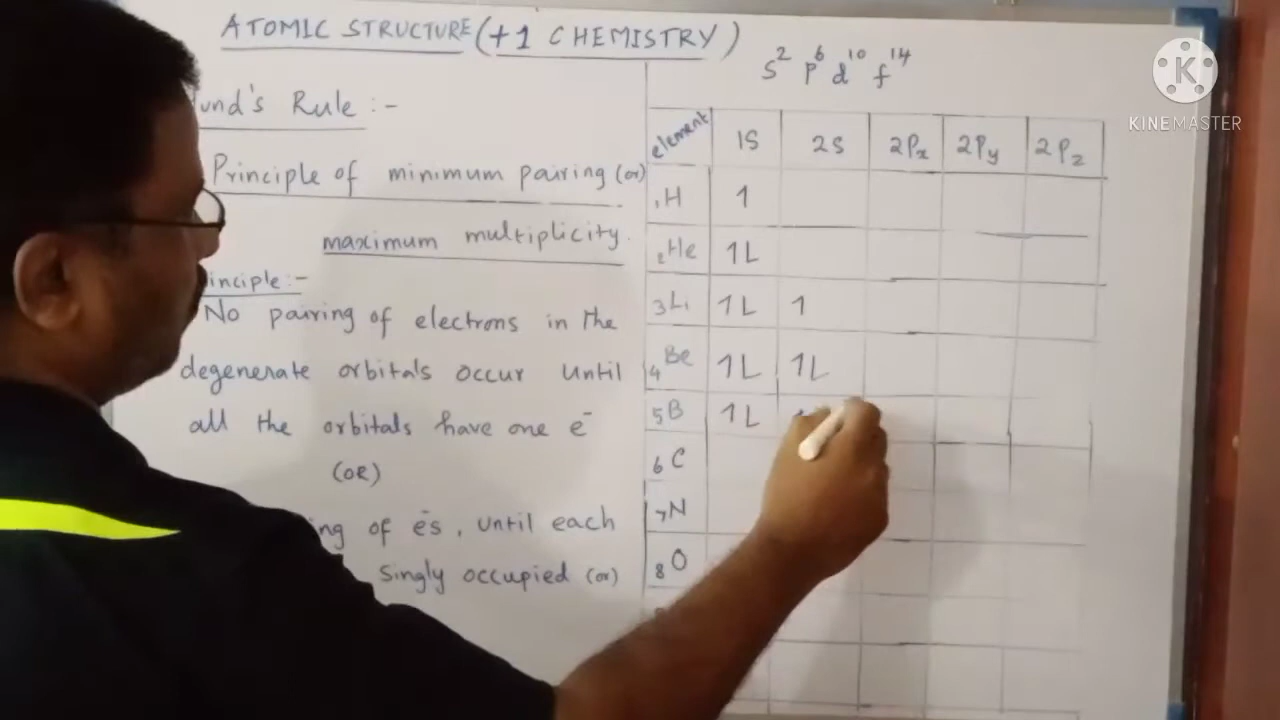 ATOMIC STRUCTURE (+1 CHEMISTRY)
S² p⁶ d¹⁰ f¹⁴
und's Rule :-
Principle of minimum pairing (or)
maximum multiplicity.
inciple :-
No pairing of electrons in the
degenerate orbitals occur until
all the orbitals have one e⁻
(OR)
ng of e⁻s, until each
singly occupied (or)
element 1S 2S 2Px 2Py 2Pz
₁H 1
₂He 1L
₃Li 1L 1
₄Be 1L 1L
₅B 1L
₆C
₇N
₈O
K
KINEMASTER